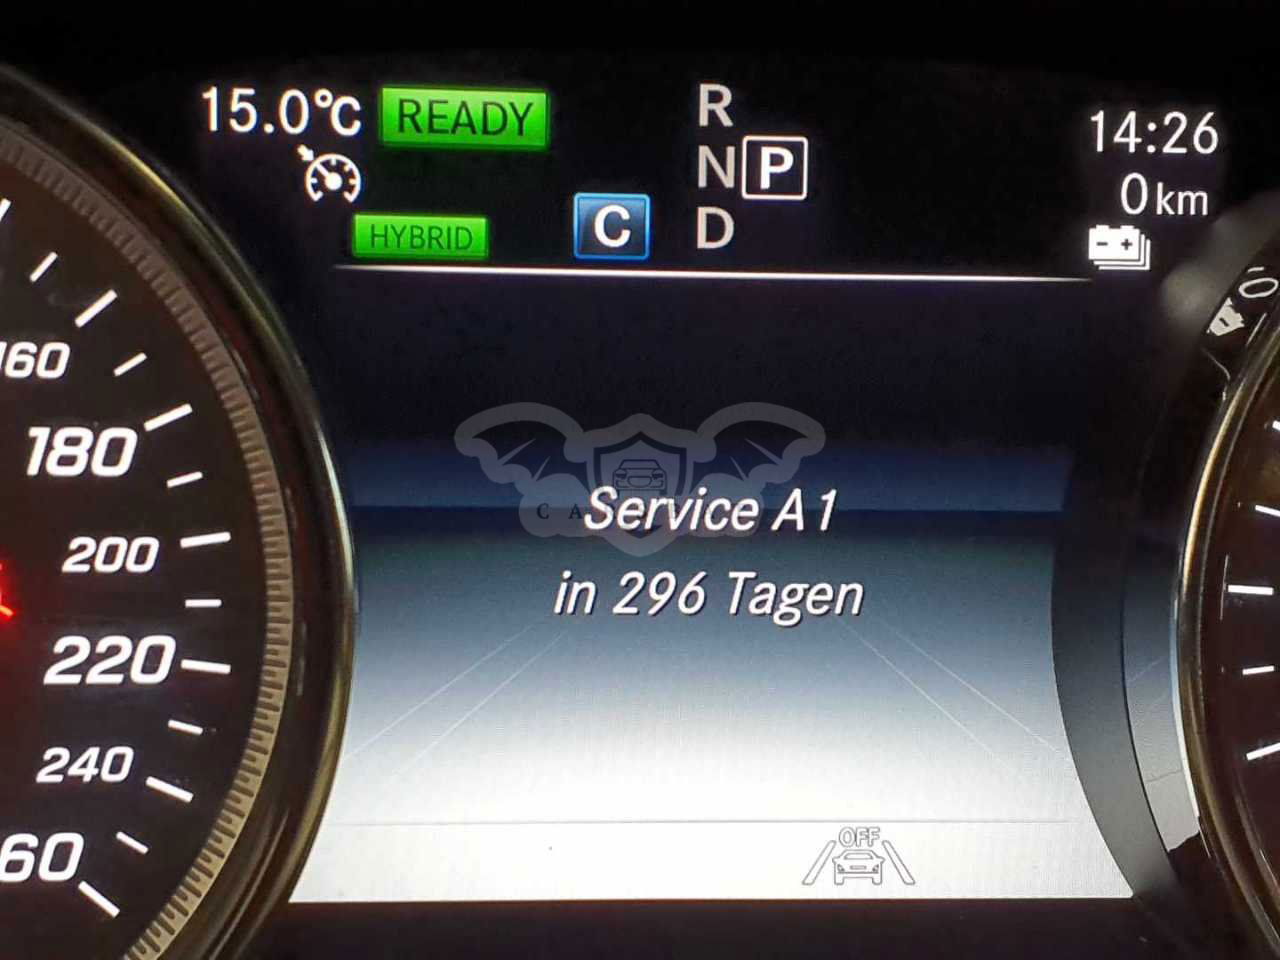 15.0°C READY
R
14:26
N P
0 km
HYBRID C D
160
180
200
220
240
60
Service A1
in 296 Tagen
OFF
0